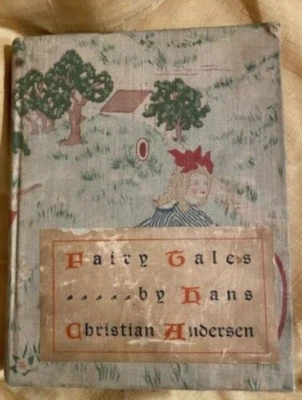 Fairy Tales
.....by Hans
Christian Andersen